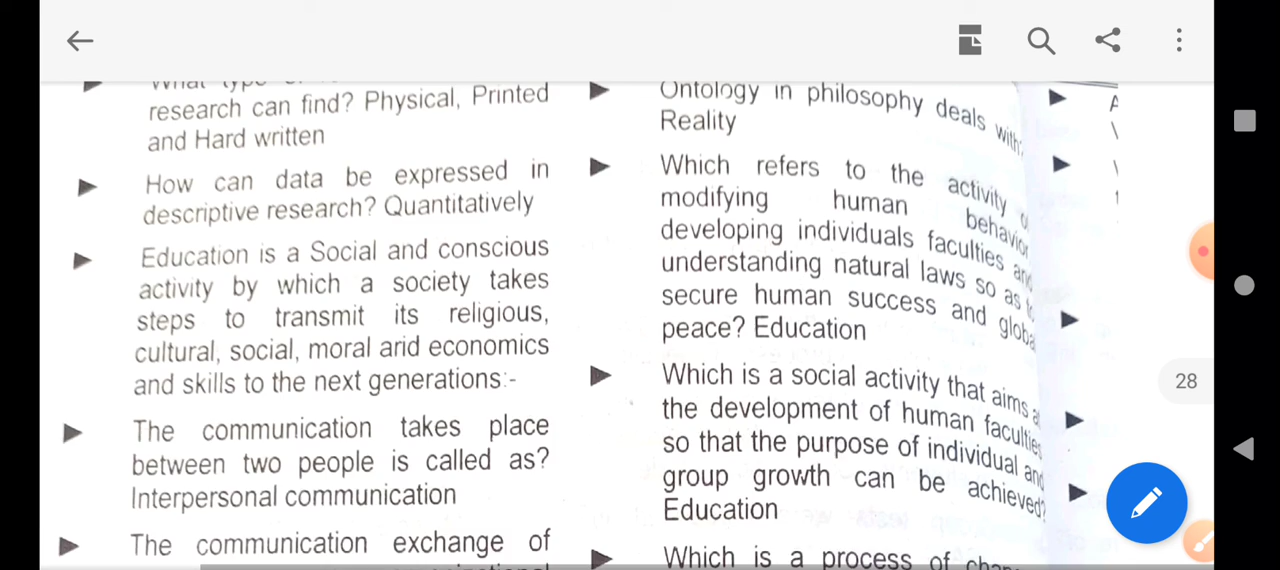 What type
research can find? Physical, Printed
and Hard written
How can data be expressed in
descriptive research? Quantitatively
Education is a Social and conscious
activity by which a society takes
steps to transmit its religious,
cultural, social, moral arid economics
and skills to the next generations:-
The communication takes place
between two people is called as?
Interpersonal communication
The communication exchange of
Ontology in philosophy deals with:
Reality
Which refers to the activity
modifying human behavior
developing individuals faculties and
understanding natural laws so as
secure human success and
peace? Education
Which is a social activity that aims
the development of human faculties
so that the purpose of individual and
group growth can be achieved?
Education
Which is a process of
28